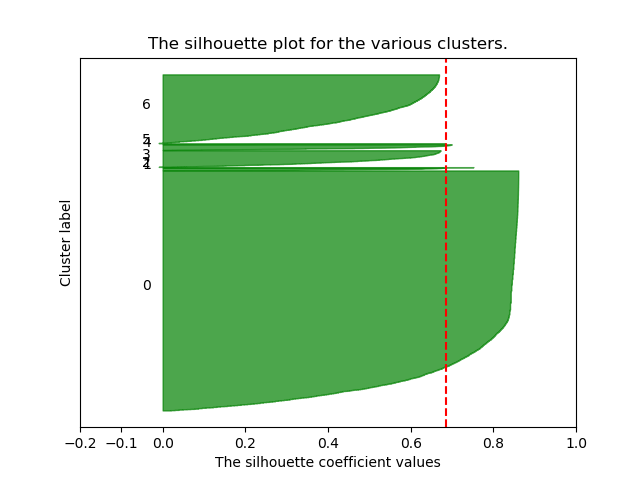 The silhouette plot for the various clusters.
Cluster label
6
5
4
3
2
1
0
−0.2 −0.1 0.0 0.2 0.4 0.6 0.8 1.0
The silhouette coefficient values